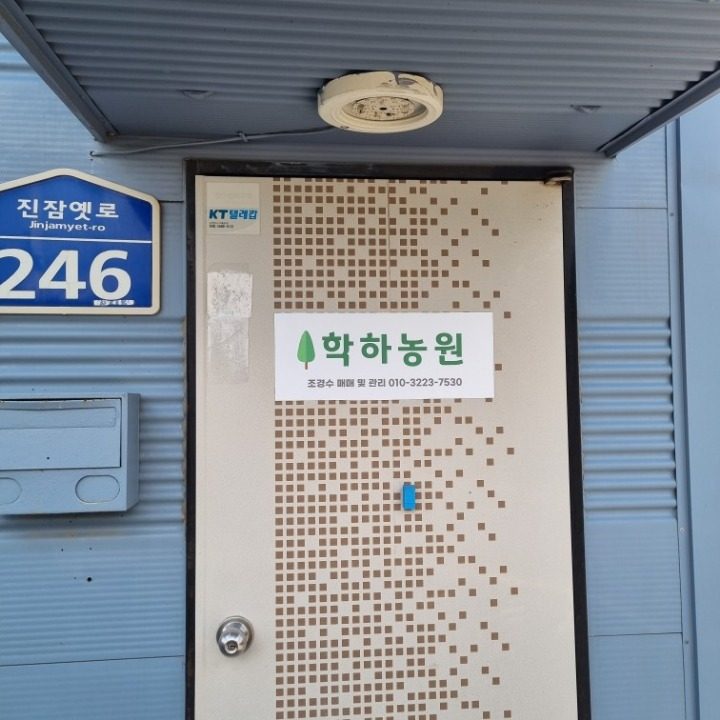 진잠옛로
Jinjamyet-ro
246
KT텔레캅
학하농원
조경수 매매 및 관리 010-3223-7530